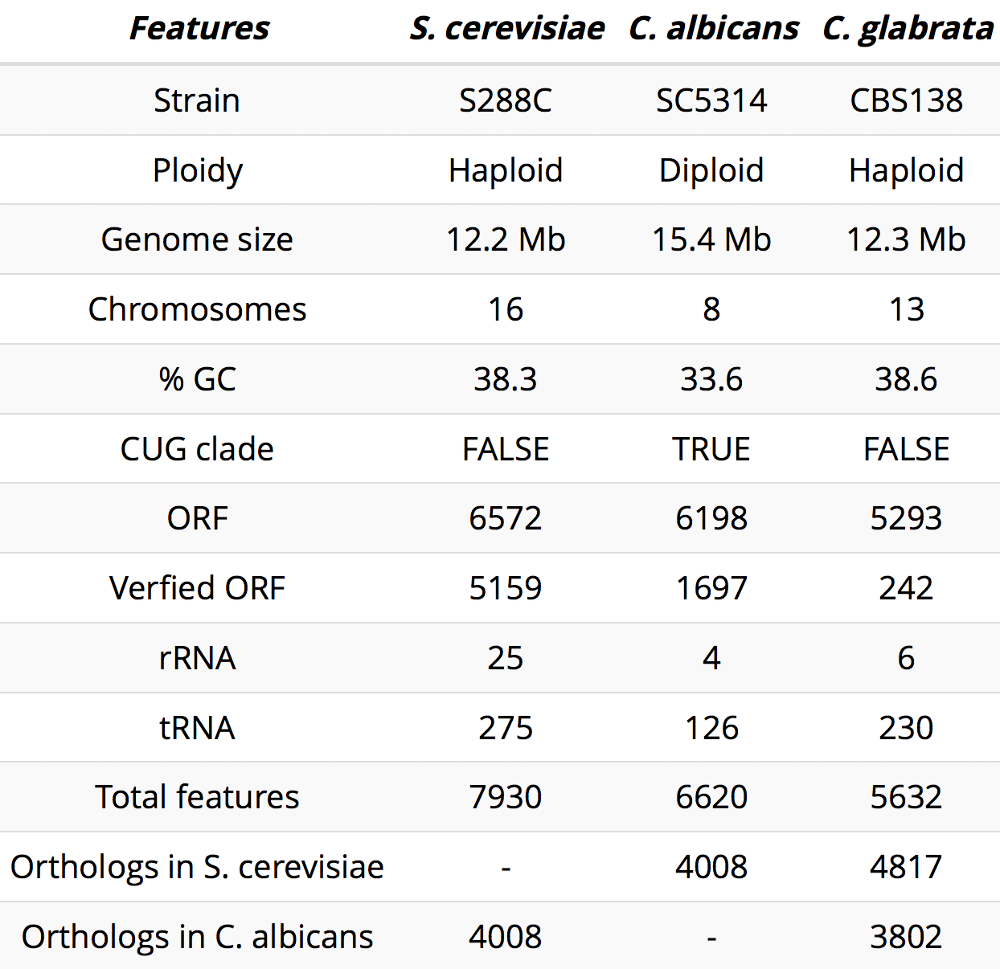 Features S. cerevisiae C. albicans C. glabrata
Strain S288C SC5314 CBS138
Ploidy Haploid Diploid Haploid
Genome size 12.2 Mb 15.4 Mb 12.3 Mb
Chromosomes 16 8 13
% GC 38.3 33.6 38.6
CUG clade FALSE TRUE FALSE
ORF 6572 6198 5293
Verfied ORF 5159 1697 242
rRNA 25 4 6
tRNA 275 126 230
Total features 7930 6620 5632
Orthologs in S. cerevisiae - 4008 4817
Orthologs in C. albicans 4008 - 3802